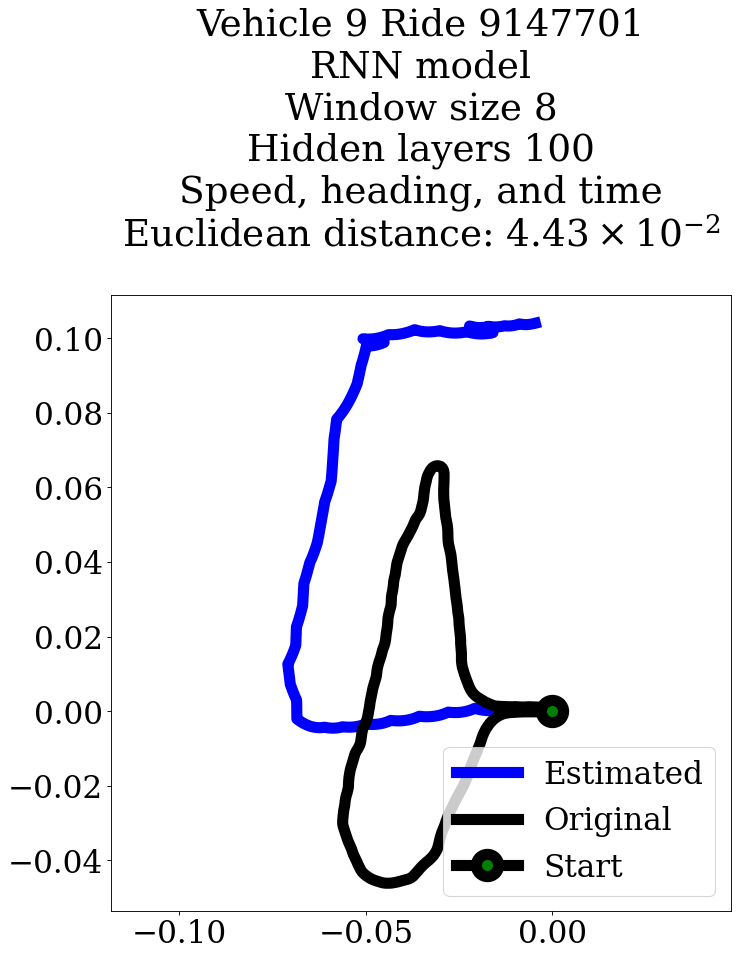 Vehicle 9 Ride 9147701
RNN model
Window size 8
Hidden layers 100
Speed, heading, and time
Euclidean distance: 4.43 × 10⁻²
0.10
0.08
0.06
0.04
0.02
0.00
−0.02
−0.04
Estimated
Original
Start
−0.10 −0.05 0.00